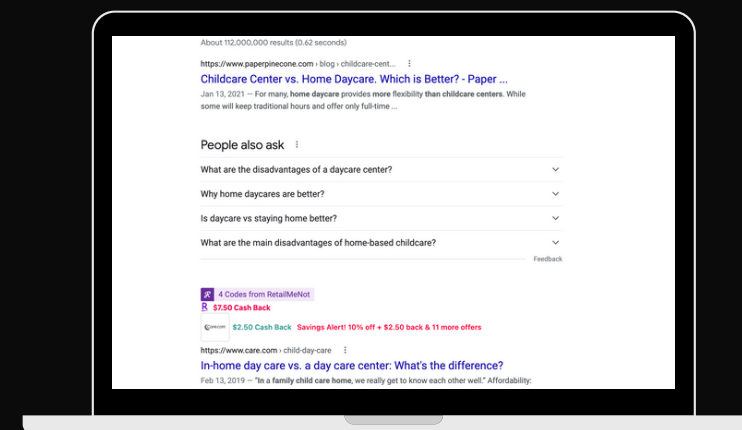 About 112,000,000 results (0.62 seconds)
https://www.paperpinecone.com › blog › childcare-cent...
Childcare Center vs. Home Daycare. Which is Better? - Paper ...
Jan 13, 2021 — For many, home daycare provides more flexibility than childcare centers. While
some will keep traditional hours and offer only full-time ...
People also ask
What are the disadvantages of a daycare center?
Why home daycares are better?
Is daycare vs staying home better?
What are the main disadvantages of home-based childcare?
Feedback
R 4 Codes from RetailMeNot
R $7.50 Cash Back
care.com $2.50 Cash Back Savings Alert! 10% off + $2.50 back & 11 more offers
https://www.care.com › child-day-care
In-home day care vs. a day care center: What's the difference?
Feb 13, 2019 — "In a family child care home, we really get to know each other well." Affordability: